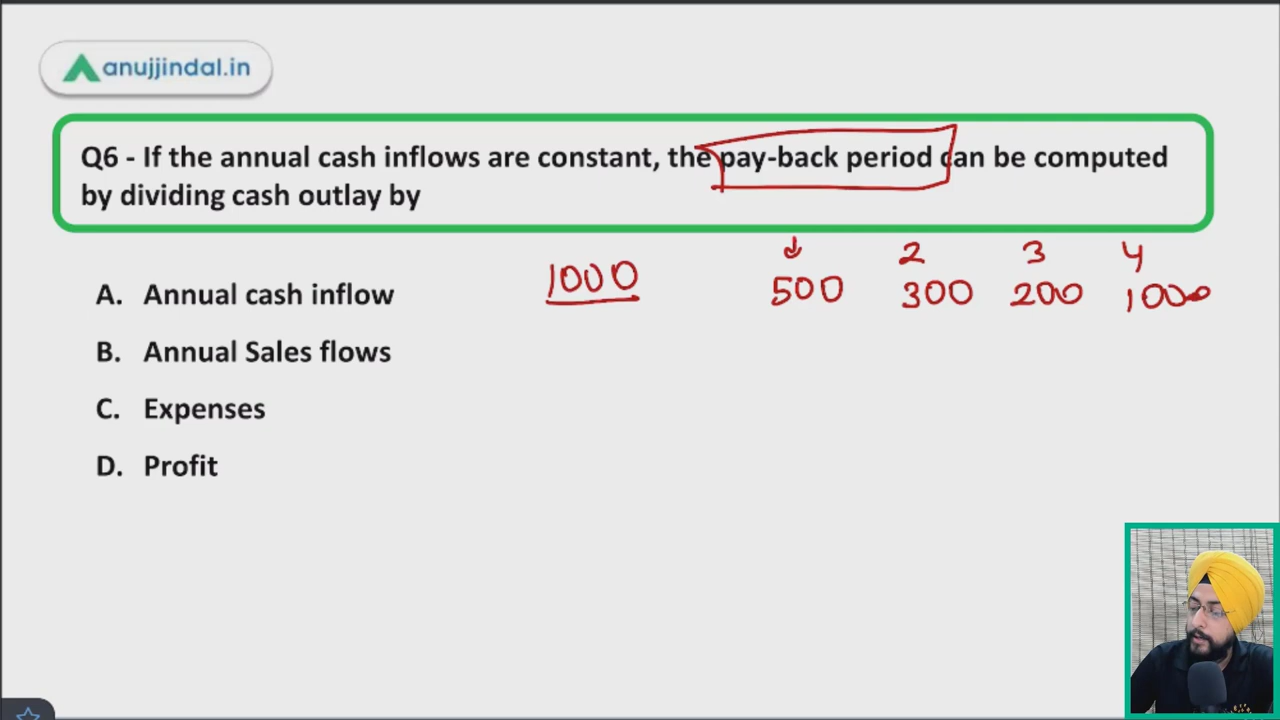 anujjindal.in
Q6 - If the annual cash inflows are constant, the pay-back period can be computed
by dividing cash outlay by
2 3 4
1000 500 300 200 1000
A. Annual cash inflow
B. Annual Sales flows
C. Expenses
D. Profit